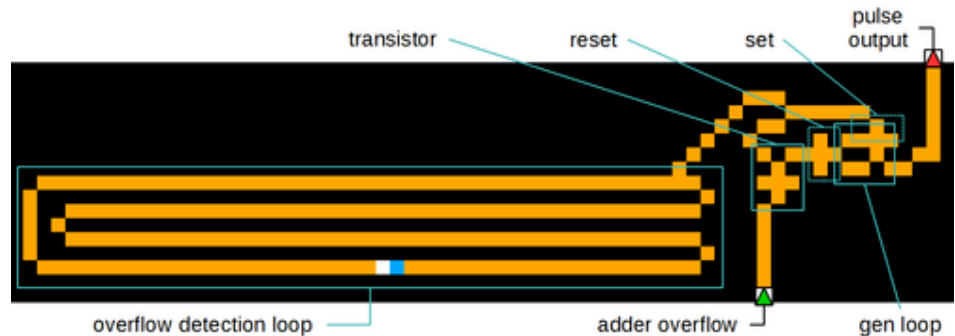 transistor
reset
set
pulse
output
overflow detection loop
adder overflow
gen loop